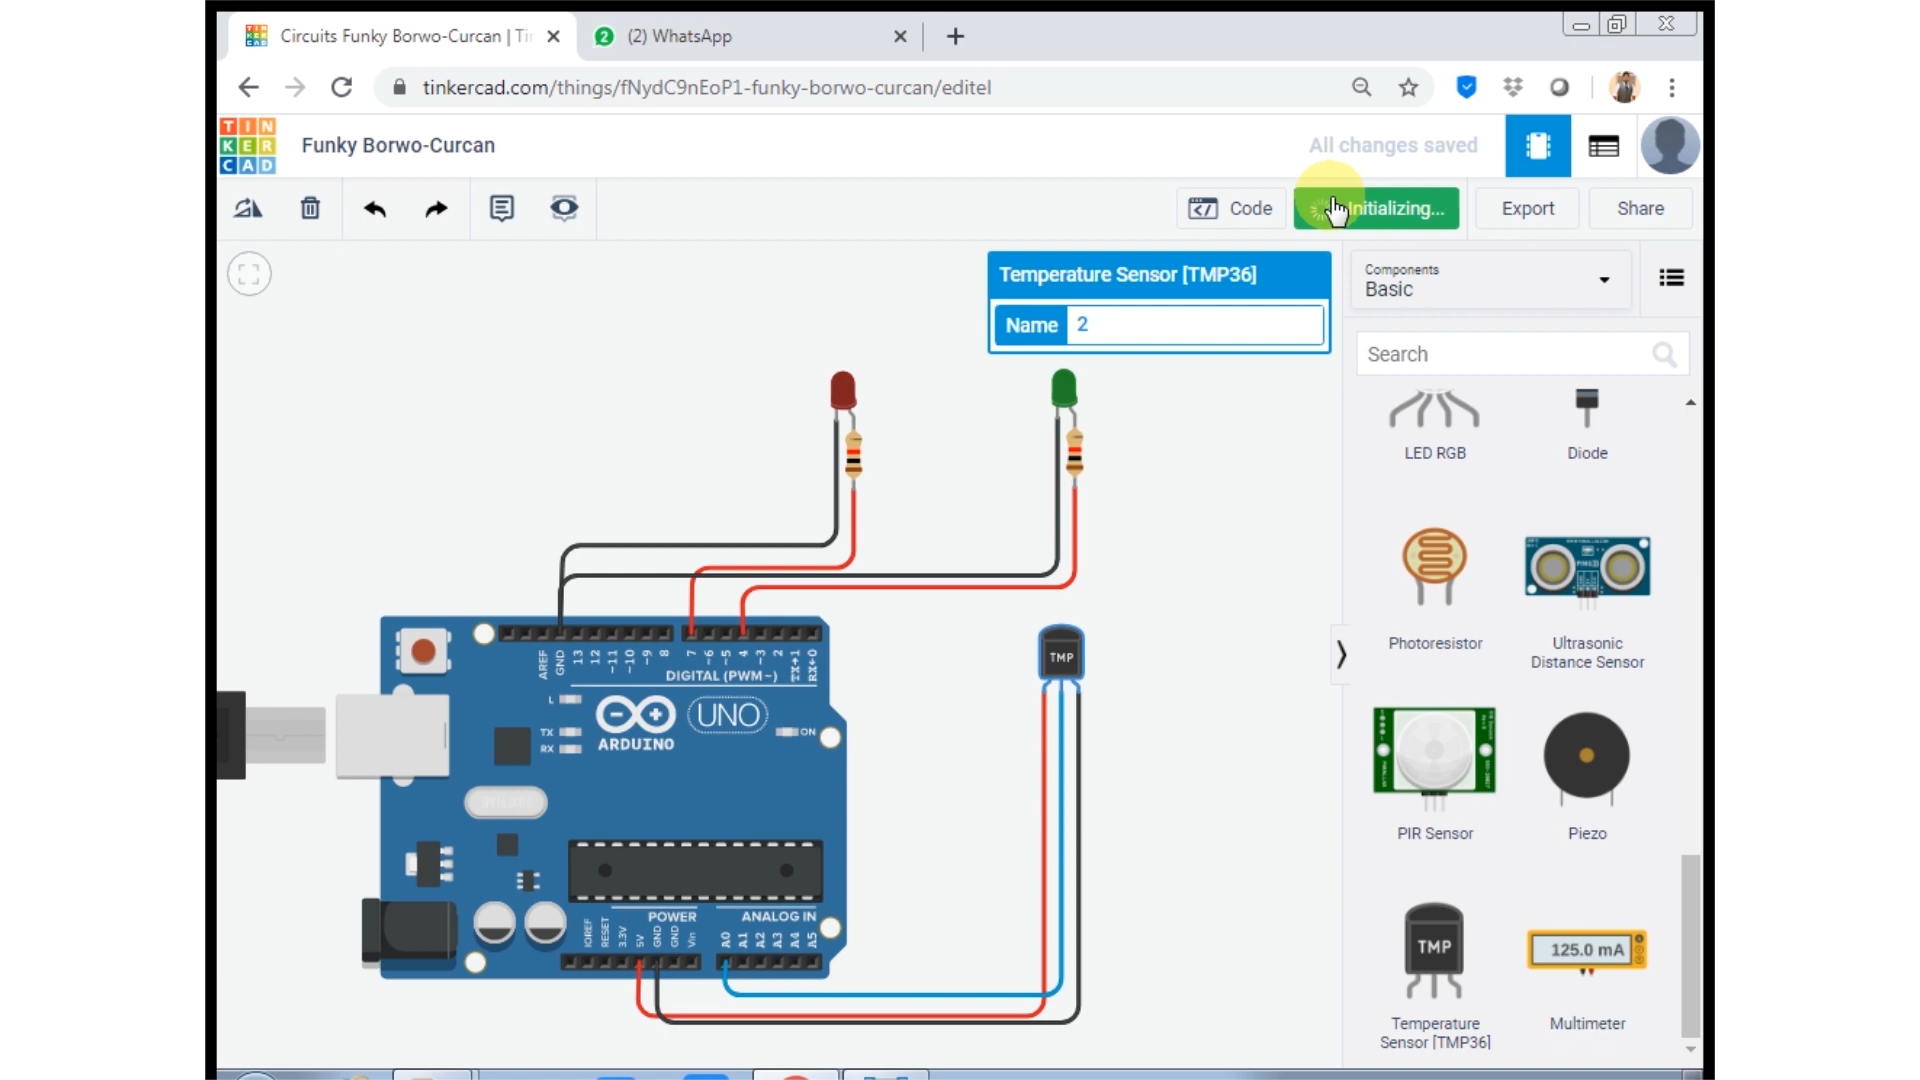 Circuits Funky Borwo-Curcan | Tin
2 (2) WhatsApp
tinkercad.com/things/fNydC9nEoP1-funky-borwo-curcan/editel
TIN
KER
CAD
Funky Borwo-Curcan
All changes saved
Code
Initializing...
Export
Share
Temperature Sensor [TMP36]
Name 2
Components
Basic
Search
LED RGB
Diode
Photoresistor
Ultrasonic
Distance Sensor
PIR Sensor
Piezo
TMP
125.0 mA
Temperature
Sensor [TMP36]
Multimeter
TMP
AREF
GND
13
12
~11
~10
~9
8
7
~6
~5
4
~3
2
TX→1
RX←0
DIGITAL (PWM~)
L
TX
RX
UNO
ARDUINO
ON
POWER
ANALOG IN
IOREF
RESET
3.3V
5V
GND
GND
Vin
A0
A1
A2
A3
A4
A5